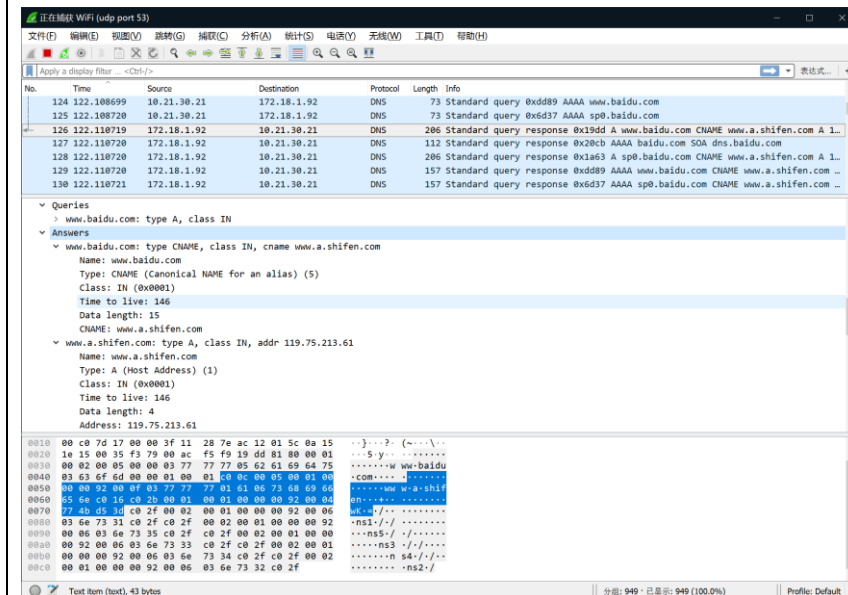 正在捕获 WiFi (udp port 53)
文件(F) 编辑(E) 视图(V) 跳转(G) 捕获(C) 分析(A) 统计(S) 电话(Y) 无线(W) 工具(T) 帮助(H)
Apply a display filter … <Ctrl-/> 表达式…
No. Time Source Destination Protocol Length Info
124 122.108699 10.21.30.21 172.18.1.92 DNS 73 Standard query 0xdd89 AAAA www.baidu.com
125 122.108720 10.21.30.21 172.18.1.92 DNS 73 Standard query 0x6d37 AAAA sp0.baidu.com
126 122.110719 172.18.1.92 10.21.30.21 DNS 206 Standard query response 0x19dd A www.baidu.com CNAME www.a.shifen.com A 1…
127 122.110720 172.18.1.92 10.21.30.21 DNS 112 Standard query response 0x20cb AAAA baidu.com SOA dns.baidu.com
128 122.110720 172.18.1.92 10.21.30.21 DNS 206 Standard query response 0x1a63 A sp0.baidu.com CNAME www.a.shifen.com A 1…
129 122.110720 172.18.1.92 10.21.30.21 DNS 157 Standard query response 0xdd89 AAAA www.baidu.com CNAME www.a.shifen.com …
130 122.110721 172.18.1.92 10.21.30.21 DNS 157 Standard query response 0x6d37 AAAA sp0.baidu.com CNAME www.a.shifen.com …
Queries
www.baidu.com: type A, class IN
Answers
www.baidu.com: type CNAME, class IN, cname www.a.shifen.com
Name: www.baidu.com
Type: CNAME (Canonical NAME for an alias) (5)
Class: IN (0x0001)
Time to live: 146
Data length: 15
CNAME: www.a.shifen.com
www.a.shifen.com: type A, class IN, addr 119.75.213.61
Name: www.a.shifen.com
Type: A (Host Address) (1)
Class: IN (0x0001)
Time to live: 146
Data length: 4
Address: 119.75.213.61
0010 00 c0 7d 17 00 00 3f 11 28 7e ac 12 01 5c 0a 15 ··}···?· (~···\··
0020 1e 15 00 35 f3 79 00 ac f5 f9 19 dd 81 80 00 01 ···5·y·· ········
0030 00 02 00 05 00 00 03 77 77 77 05 62 61 69 64 75 ·······w ww·baidu
0040 03 63 6f 6d 00 00 01 00 01 c0 0c 00 05 00 01 00 ·com···· ········
0050 00 00 92 00 0f 03 77 77 77 01 61 06 73 68 69 66 ······ww w·a·shif
0060 65 6e c0 16 c0 2b 00 01 00 01 00 00 00 92 00 04 en···+·· ········
0070 77 4b d5 3d c0 2f 00 02 00 01 00 00 00 92 00 06 wK·=·/·· ········
0080 03 6e 73 31 c0 2f c0 2f 00 02 00 01 00 00 00 92 ·ns1·/·/ ········
0090 00 06 03 6e 73 35 c0 2f c0 2f 00 02 00 01 00 00 ···ns5·/ ·/······
00a0 00 92 00 06 03 6e 73 33 c0 2f c0 2f 00 02 00 01 ·····ns3 ·/·/····
00b0 00 00 00 92 00 06 03 6e 73 34 c0 2f c0 2f 00 02 ·······n s4·/·/··
00c0 00 01 00 00 00 92 00 06 03 6e 73 32 c0 2f ········ ·ns2·/
Text item (text), 43 bytes 分组: 949 · 已显示: 949 (100.0%) Profile: Default